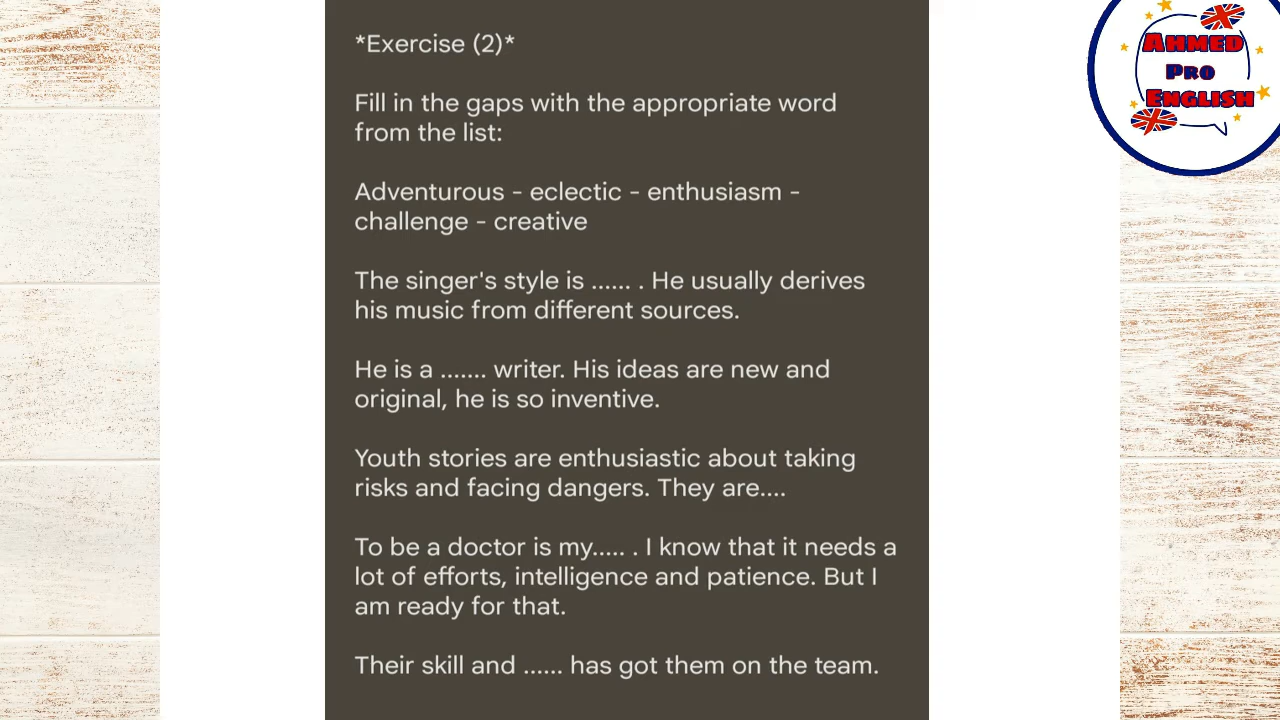 *Exercise (2)*
Fill in the gaps with the appropriate word
from the list:
Adventurous - eclectic - enthusiasm -
challenge - creative
The singer's style is ...... . He usually derives
his music from different sources.
He is a ....... writer. His ideas are new and
original, he is so inventive.
Youth stories are enthusiastic about taking
risks and facing dangers. They are....
To be a doctor is my..... . I know that it needs a
lot of efforts, intelligence and patience. But I
am ready for that.
Their skill and ...... has got them on the team.
Ahmed
Pro
English